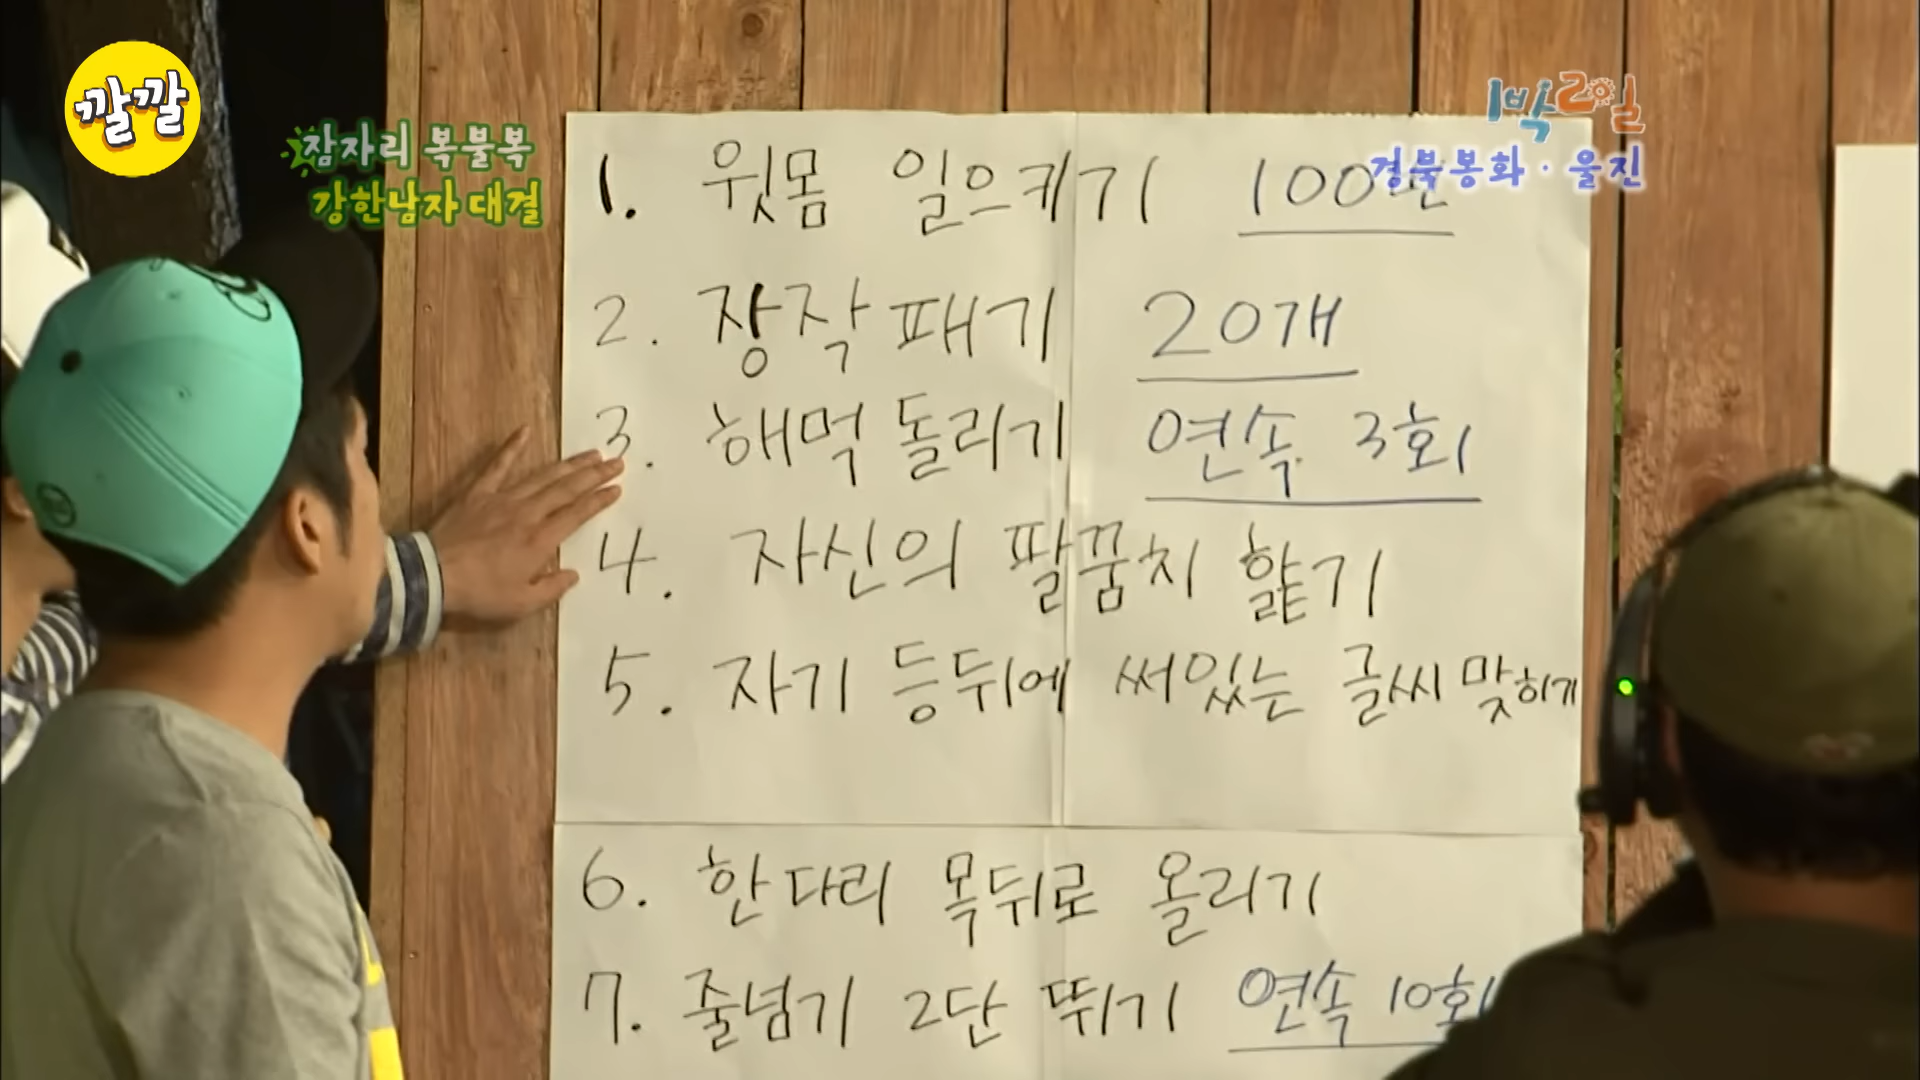 깔깔
잠자리 복불복
강한남자 대결
1박2일
경북봉화·울진
1. 윗몸 일으키기 100번
2. 장작패기 20개
3. 해먹 돌리기 연속 3회
4. 자신의 팔꿈치 핥기
5. 자기 등뒤에 써있는 글씨 맞히기
6. 한다리 목뒤로 올리기
7. 줄넘기 2단 뛰기 연속 10회